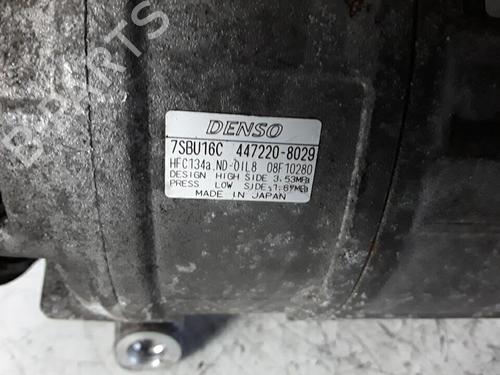 DENSO
7SBU16C 447220-8029
HFC134a, ND-OIL8 08F10280
DESIGN HIGH SIDE 3.53MPa
PRESS LOW SIDE 1.67MPa
MADE IN JAPAN
B-PARTS